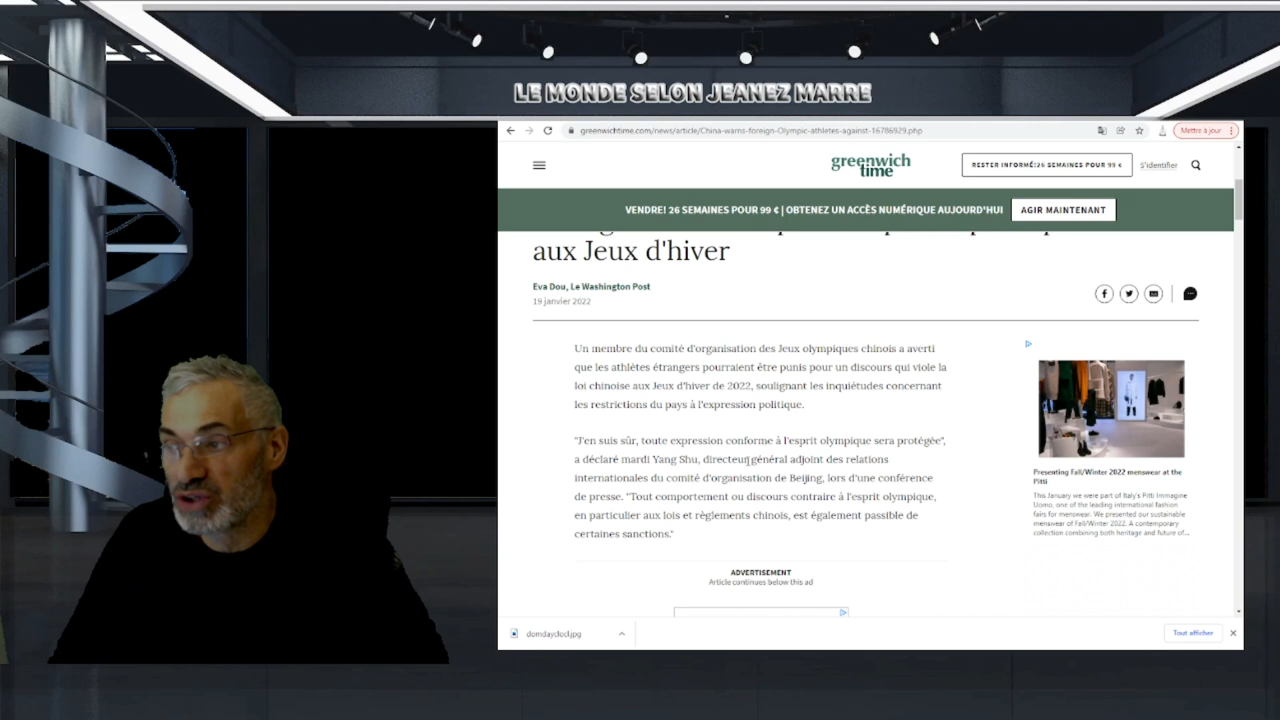 LE MONDE SELON JEANEZ MARRE
greenwichtime.com/news/article/China-warns-foreign-Olympic-athletes-against-16786929.php
Mettre à jour
greenwich
time
RESTER INFORMÉ!26 SEMAINES POUR 99 ¢
S'identifier
VENDRE! 26 SEMAINES POUR 99 ¢ | OBTENEZ UN ACCÈS NUMÉRIQUE AUJOURD'HUI
AGIR MAINTENANT
aux Jeux d'hiver
Eva Dou, Le Washington Post
19 janvier 2022
Un membre du comité d'organisation des Jeux olympiques chinois a averti
que les athlètes étrangers pourraient être punis pour un discours qui viole la
loi chinoise aux Jeux d'hiver de 2022, soulignant les inquiétudes concernant
les restrictions du pays à l'expression politique.
"J'en suis sûr, toute expression conforme à l'esprit olympique sera protégée",
a déclaré mardi Yang Shu, directeur général adjoint des relations
internationales du comité d'organisation de Beijing, lors d'une conférence
de presse. "Tout comportement ou discours contraire à l'esprit olympique,
en particulier aux lois et règlements chinois, est également passible de
certaines sanctions."
ADVERTISEMENT
Article continues below this ad
Presenting Fall/Winter 2022 menswear at the
Pitti
This January we were part of Italy's Pitti Immagine
Uomo, one of the leading international fashion
fairs for menswear. We presented our sustainable
menswear of Fall/Winter 2022. A contemporary
collection combining both heritage and future of...
domdayclocl.jpg
Tout afficher